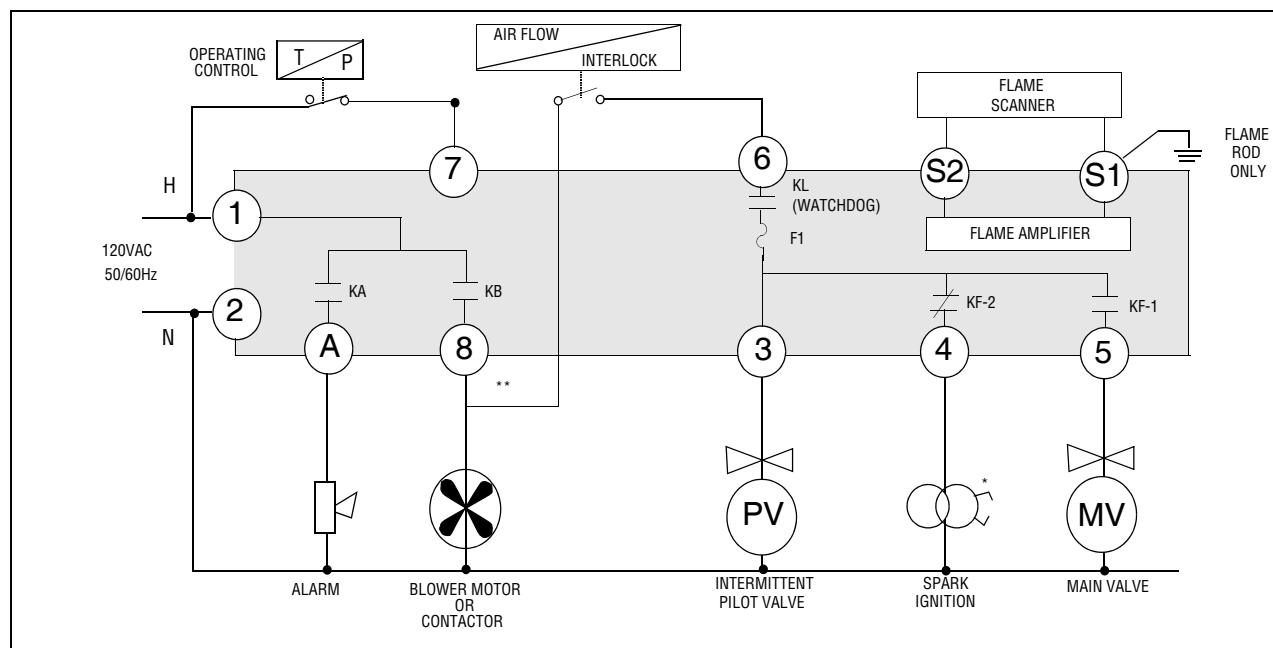 AIR FLOW
INTERLOCK
OPERATING
CONTROL
T
P
FLAME
SCANNER
FLAME
ROD
ONLY
7
6
S2
S1
H
1
KL
(WATCHDOG)
F1
FLAME AMPLIFIER
120VAC
50/60Hz
KA
KB
KF-2
KF-1
2
N
A
8
3
4
5
**
*
PV
MV
ALARM
BLOWER MOTOR
OR
CONTACTOR
INTERMITTENT
PILOT VALVE
SPARK
IGNITION
MAIN VALVE